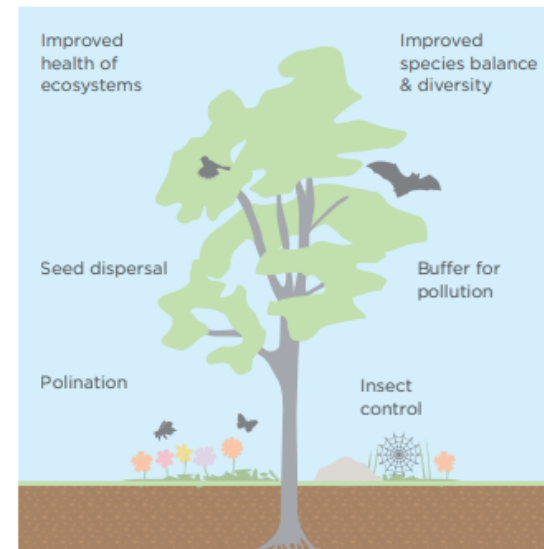 Improved
health of
ecosystems
Improved
species balance
& diversity
Seed dispersal
Buffer for
pollution
Polination
Insect
control